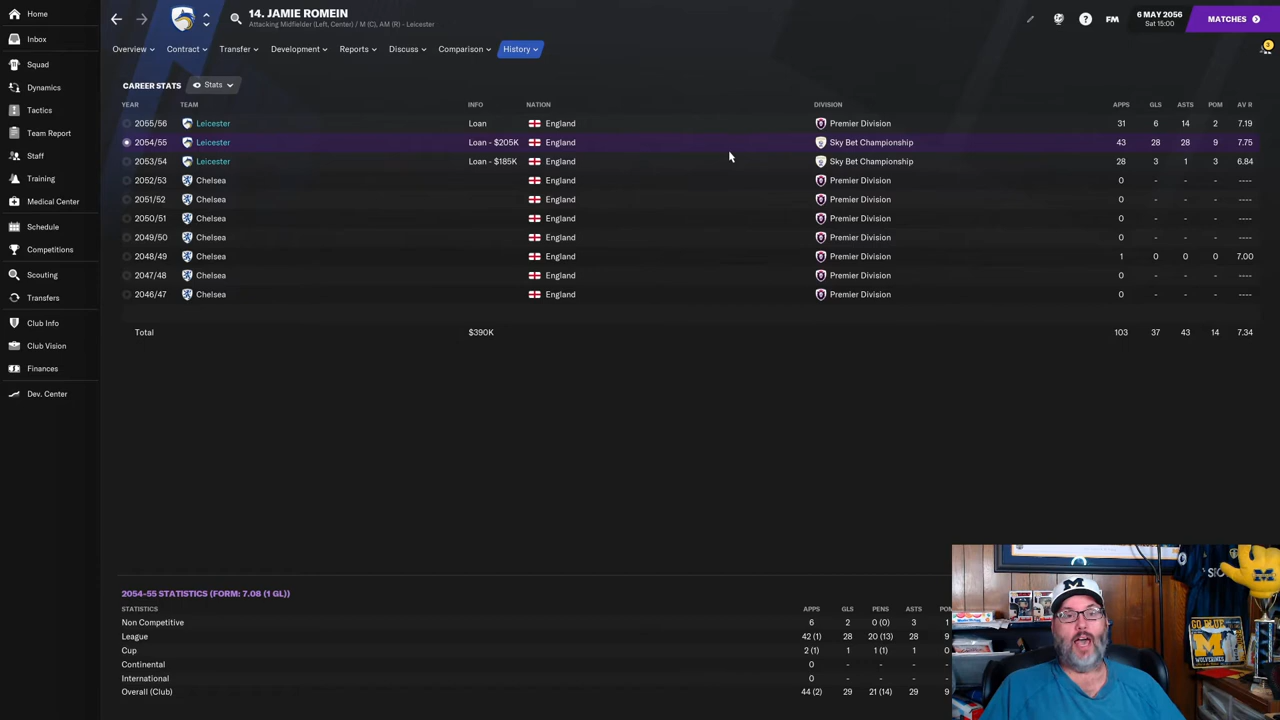 14. JAMIE ROMEIN
Attacking Midfielder (Left, Center) / M (C), AM (R) - Leicester
FM
6 MAY 2056
Sat 15:00
MATCHES
3
Home
Inbox
Squad
Dynamics
Tactics
Team Report
Staff
Training
Medical Center
Schedule
Competitions
Scouting
Transfers
Club Info
Club Vision
Finances
Dev. Center
Overview Contract Transfer Development Reports Discuss Comparison History
CAREER STATS Stats
YEAR TEAM INFO NATION DIVISION APPS GLS ASTS POM AV R
2055/56 Leicester Loan England Premier Division 31 6 14 2 7.19
2054/55 Leicester Loan - $205K England Sky Bet Championship 43 28 28 9 7.75
2053/54 Leicester Loan - $185K England Sky Bet Championship 28 3 1 3 6.84
2052/53 Chelsea England Premier Division 0 - - - ----
2051/52 Chelsea England Premier Division 0 - - - ----
2050/51 Chelsea England Premier Division 0 - - - ----
2049/50 Chelsea England Premier Division 0 - - - ----
2048/49 Chelsea England Premier Division 1 0 0 0 7.00
2047/48 Chelsea England Premier Division 0 - - - ----
2046/47 Chelsea England Premier Division 0 - - - ----
Total $390K 103 37 43 14 7.34
2054-55 STATISTICS (FORM: 7.08 (1 GL))
STATISTICS APPS GLS PENS ASTS POM
Non Competitive 6 2 0 (0) 3 1
League 42 (1) 28 20 (13) 28 9
Cup 2 (1) 1 1 (1) 1 0
Continental 0 - - - -
International 0 - - - -
Overall (Club) 44 (2) 29 21 (14) 29 9
M
GO BLUE
M
WOLVERINES
M